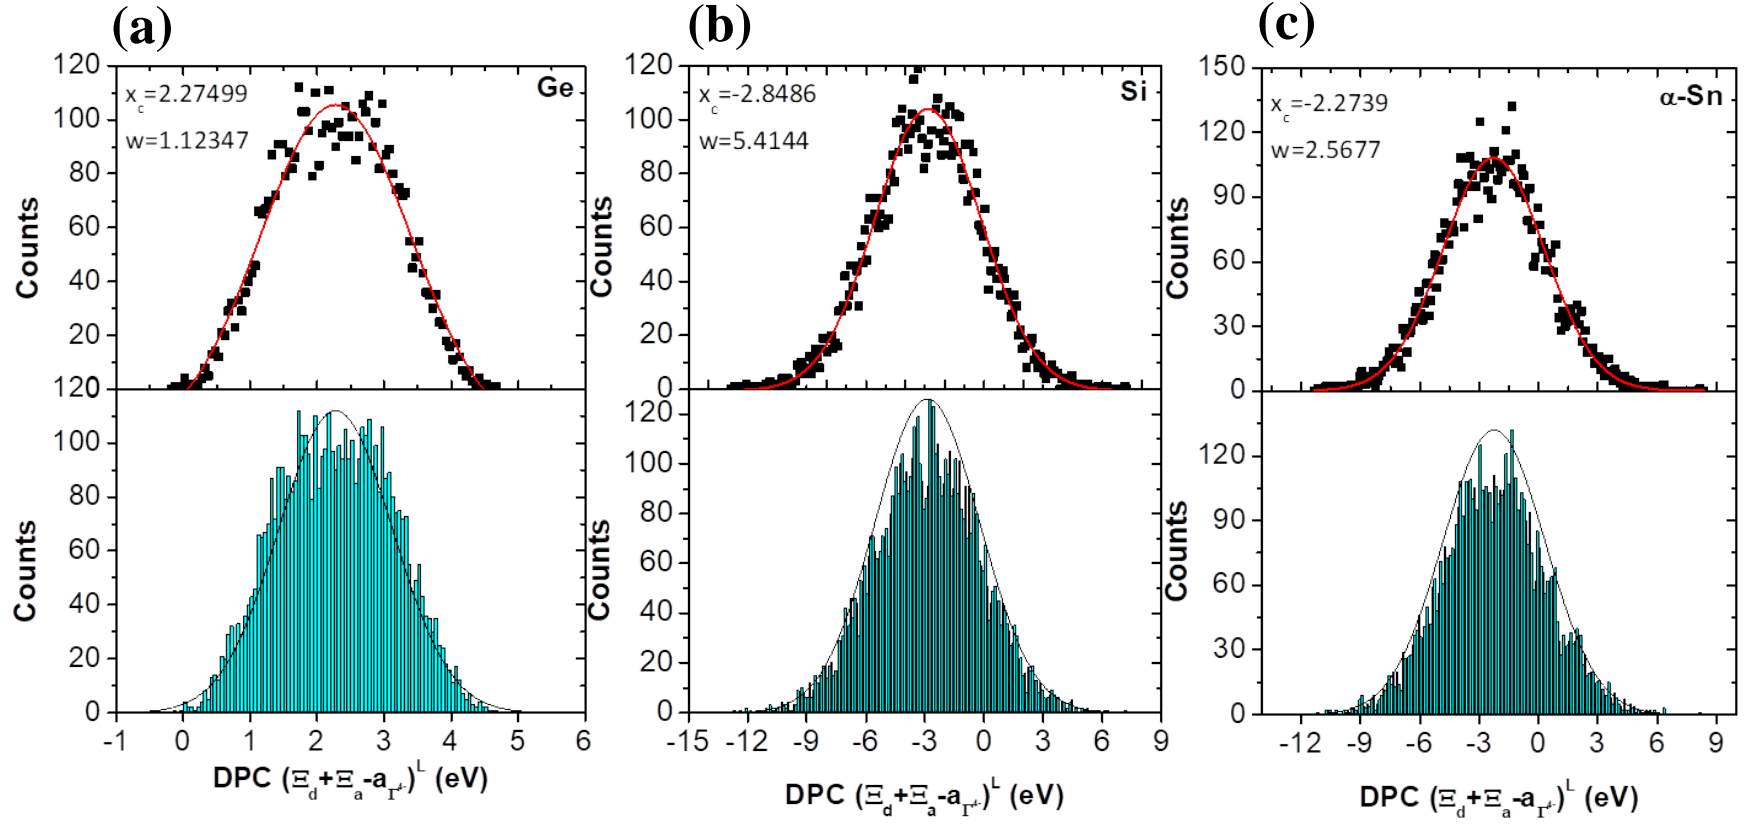 (a)
120
100
80
60
40
20
120
100
80
60
40
20
0
Counts
Counts
x_c=2.27499
w=1.12347
Ge
-1 0 1 2 3 4 5 6
DPC (Ξ_d+Ξ_a-a_Γ⁴⁻)^L (eV)
(b)
120
100
80
60
40
20
0
120
100
80
60
40
20
0
Counts
Counts
x_c=-2.8486
w=5.4144
Si
-15 -12 -9 -6 -3 0 3 6 9
DPC (Ξ_d+Ξ_a-a_Γ⁴⁻)^L (eV)
(c)
150
120
90
60
30
0
120
90
60
30
0
Counts
Counts
x_c=-2.2739
w=2.5677
α-Sn
-12 -9 -6 -3 0 3 6 9
DPC (Ξ_d+Ξ_a-a_Γ⁴⁻)^L (eV)